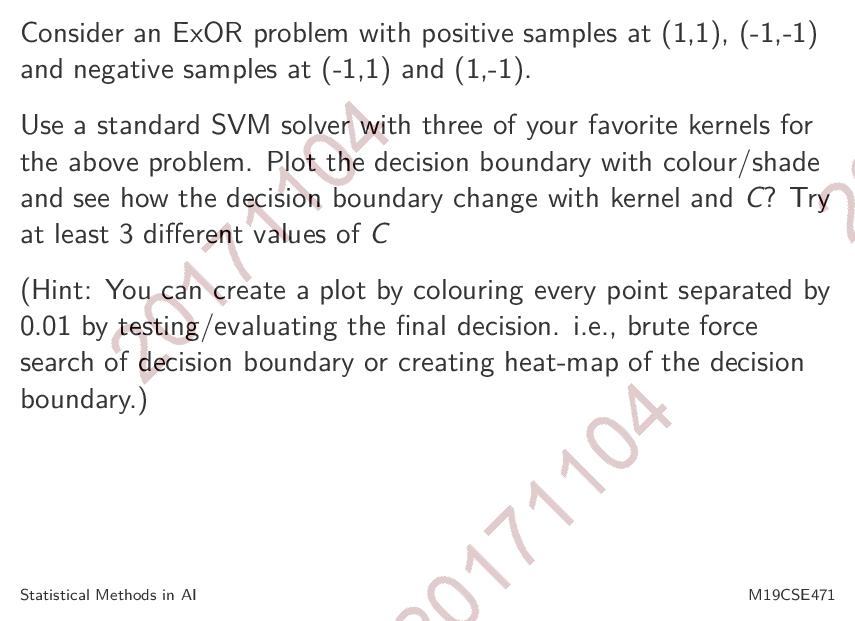 Consider an ExOR problem with positive samples at (1,1), (-1,-1)
and negative samples at (-1,1) and (1,-1).
Use a standard SVM solver with three of your favorite kernels for
the above problem. Plot the decision boundary with colour/shade
and see how the decision boundary change with kernel and C? Try
at least 3 different values of C
(Hint: You can create a plot by colouring every point separated by
0.01 by testing/evaluating the final decision. i.e., brute force
search of decision boundary or creating heat-map of the decision
boundary.)
20171104
20171104
Statistical Methods in AI
M19CSE471